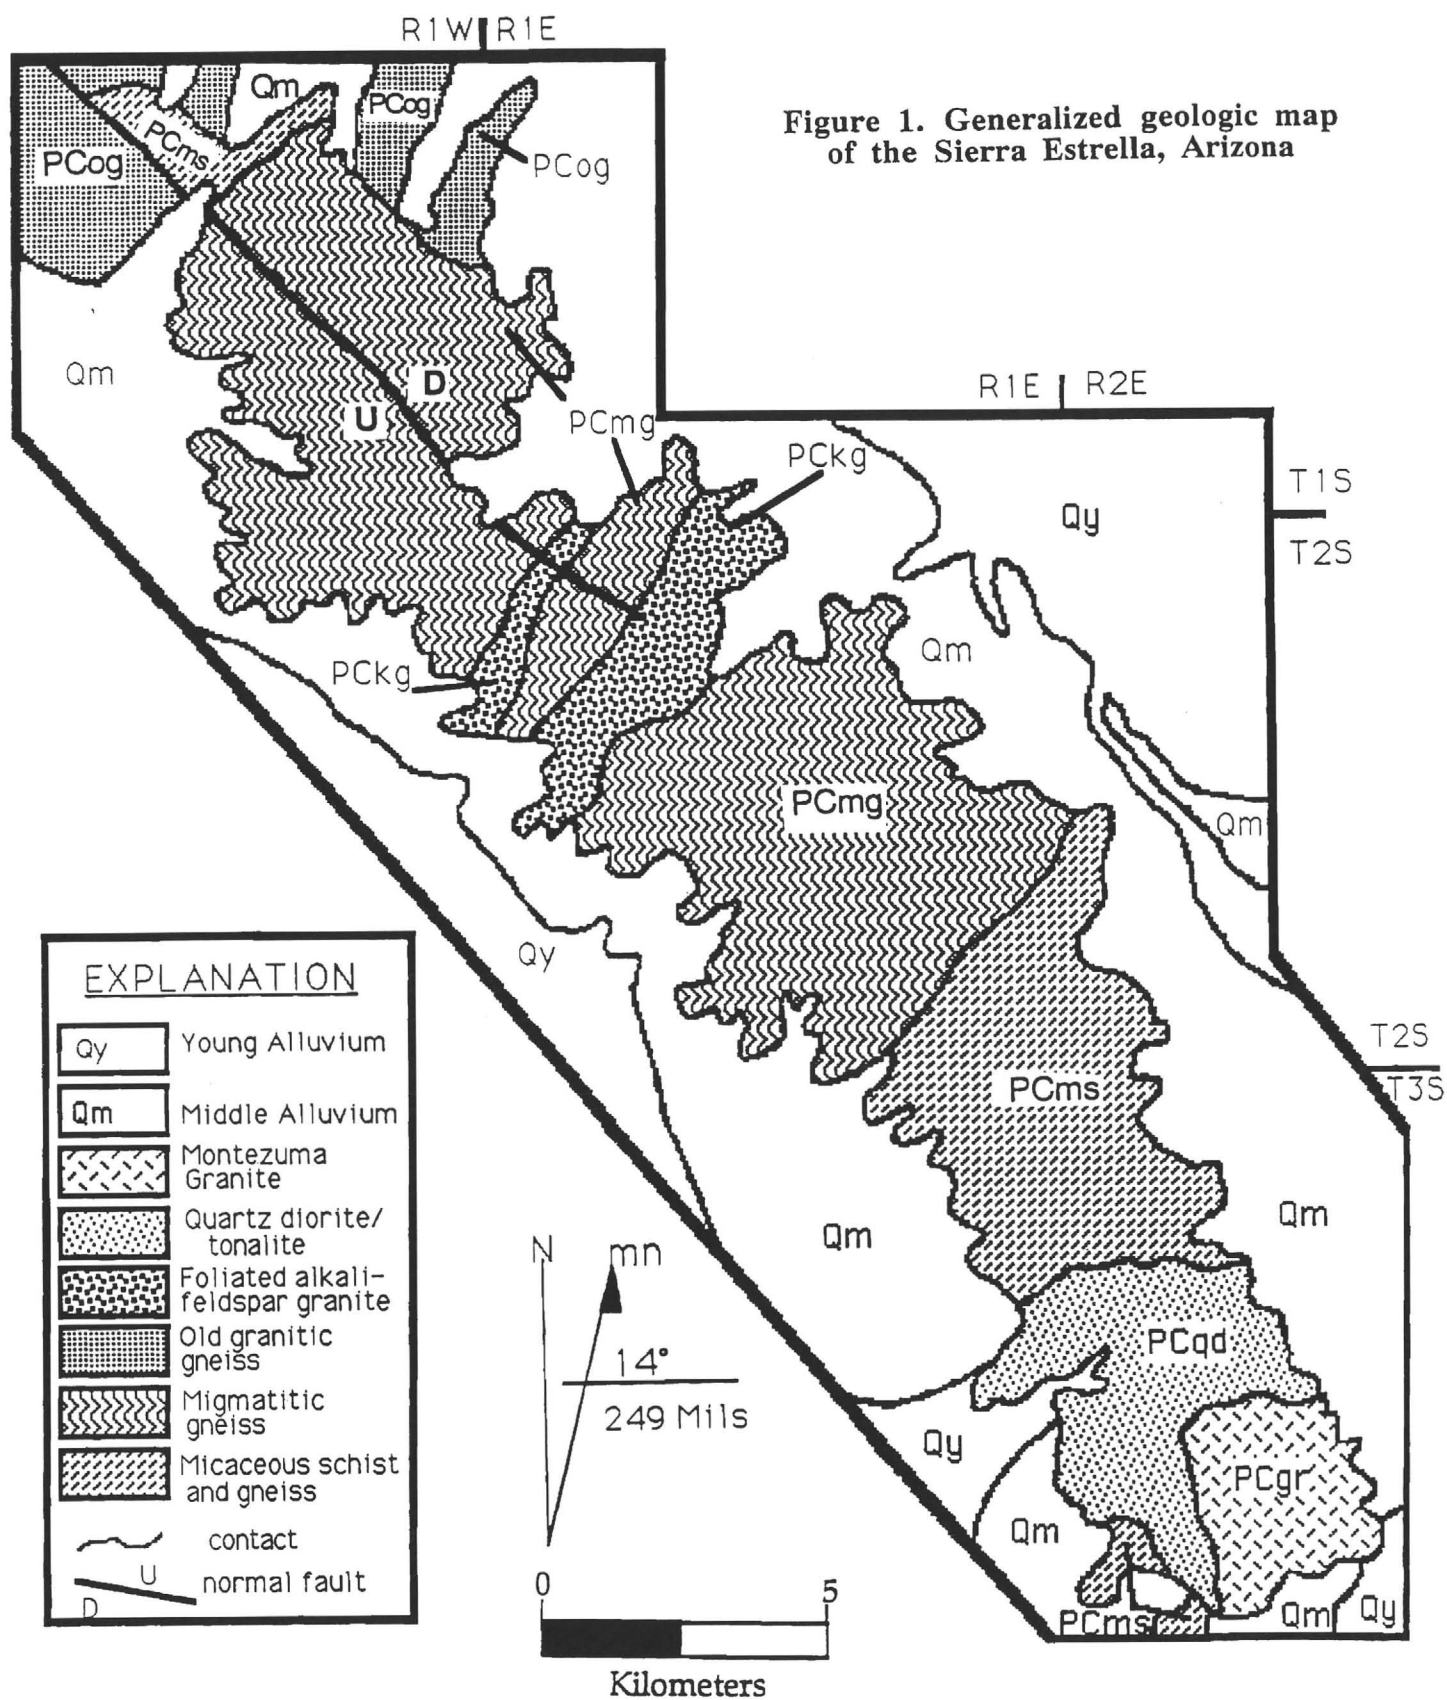 R1W R1E
Figure 1. Generalized geologic map
of the Sierra Estrella, Arizona
Qm
PCog
PCms
PCog
PCog
Qm
D
U
R1E R2E
PCmg
PCkg
T1S
Qy
T2S
Qm
PCkg
PCmg
Qm
Qy
EXPLANATION
Qy Young Alluvium
Qm Middle Alluvium
Montezuma
Granite
Quartz diorite/
tonalite
Foliated alkali-
feldspar granite
Old granitic
gneiss
Migmatitic
gneiss
Micaceous schist
and gneiss
contact
U
normal fault
D
T2S
T3S
PCms
Qm
Qm
N mn
14°
249 Mils
PCqd
Qy
PCgr
Qm
PCms
Qm
Qy
0 5
Kilometers